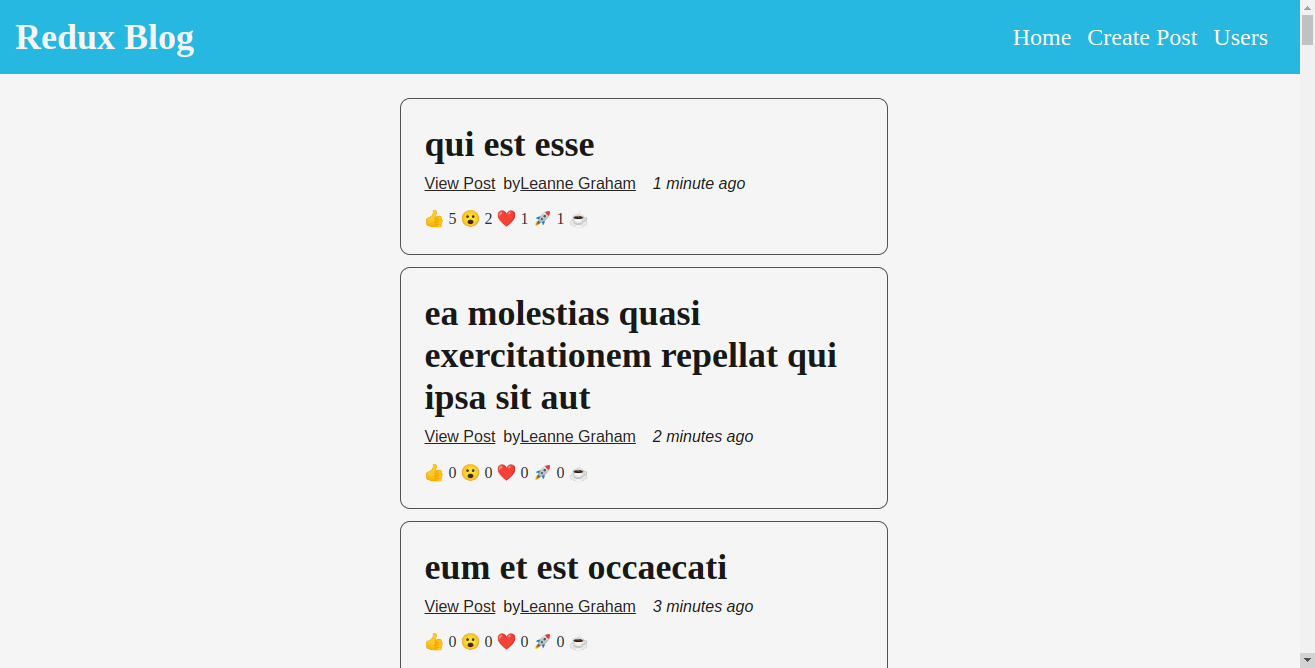 Redux Blog
Home Create Post Users
qui est esse
View Post byLeanne Graham 1 minute ago
👍 5 😮 2 ❤️ 1 🚀 1 ☕
ea molestias quasi
exercitationem repellat qui
ipsa sit aut
View Post byLeanne Graham 2 minutes ago
👍 0 😮 0 ❤️ 0 🚀 0 ☕
eum et est occaecati
View Post byLeanne Graham 3 minutes ago
👍 0 😮 0 ❤️ 0 🚀 0 ☕